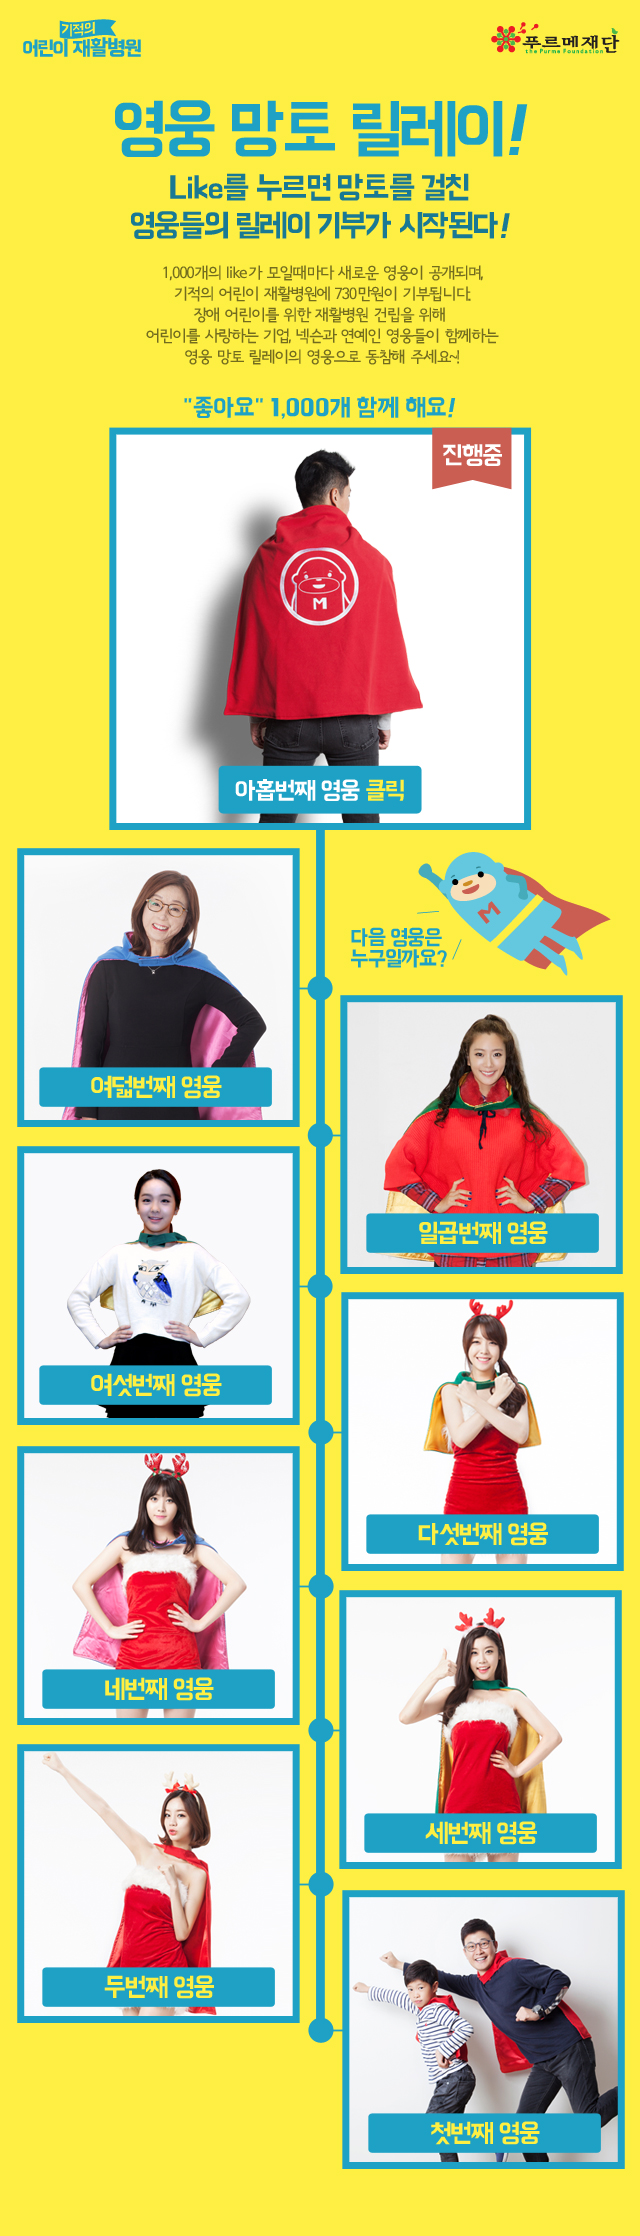 기적의
어린이 재활병원
푸르메재단
the Purme Foundation
영웅 망토 릴레이!
Like를 누르면 망토를 걸친
영웅들의 릴레이 기부가 시작된다!
1,000개의 like가 모일때마다 새로운 영웅이 공개되며,
기적의 어린이 재활병원에 730만원이 기부됩니다.
장애 어린이를 위한 재활병원 건립을 위해
어린이를 사랑하는 기업, 넥슨과 연예인 영웅들이 함께하는
영웅 망토 릴레이의 영웅으로 동참해 주세요~!
"좋아요" 1,000개 함께 해요!
진행중
M
아홉번째 영웅 클릭
M
다음 영웅은
누구일까요?
여덟번째 영웅
일곱번째 영웅
여섯번째 영웅
다섯번째 영웅
네번째 영웅
세번째 영웅
두번째 영웅
첫번째 영웅